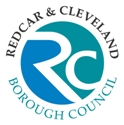 REDCAR & CLEVELAND
RC
BOROUGH COUNCIL